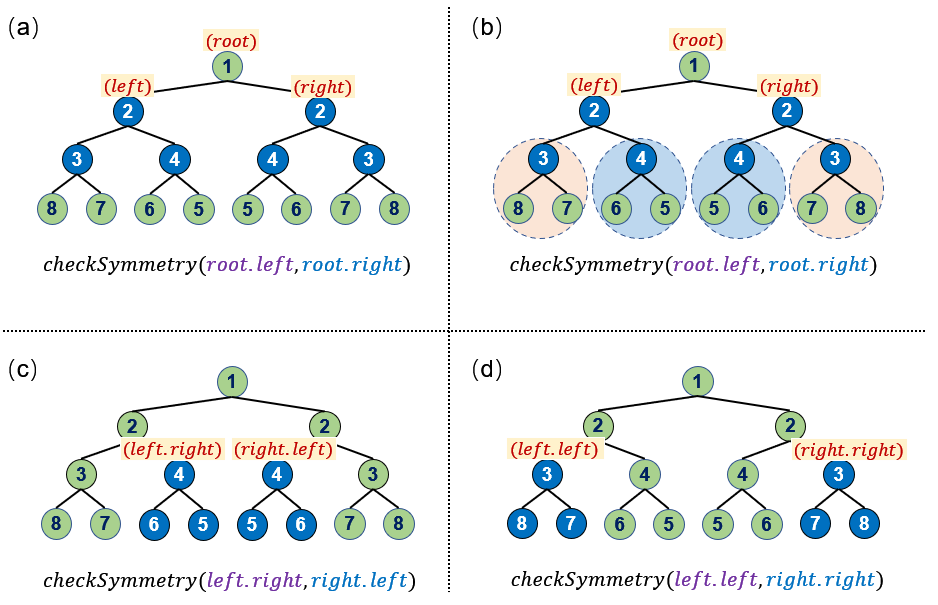 (a)
(root)
1
(left) (right)
2 2
3 4 4 3
8 7 6 5 5 6 7 8
checkSymmetry(root.left,root.right)
(b)
(root)
1
(left) (right)
2 2
3 4 4 3
8 7 6 5 5 6 7 8
checkSymmetry(root.left,root.right)
(c)
1
2 2
(left.right) (right.left)
3 4 4 3
8 7 6 5 5 6 7 8
checkSymmetry(left.right,right.left)
(d)
1
2 2
(left.left) (right.right)
3 4 4 3
8 7 6 5 5 6 7 8
checkSymmetry(left.left,right.right)